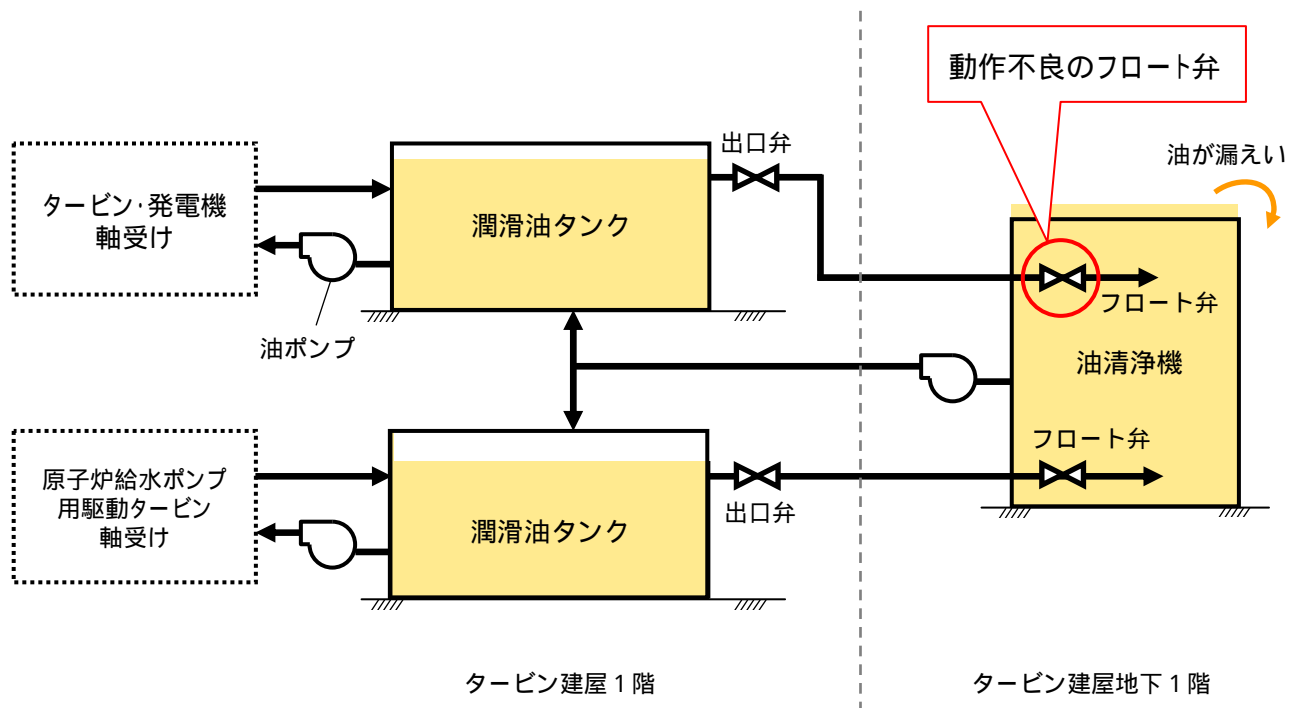 動作不良のフロート弁
油が漏えい
出口弁
タービン・発電機
軸受け
潤滑油タンク
フロート弁
油ポンプ
油清浄機
フロート弁
原子炉給水ポンプ
用駆動タービン
軸受け
潤滑油タンク
出口弁
タービン建屋1階
タービン建屋地下1階